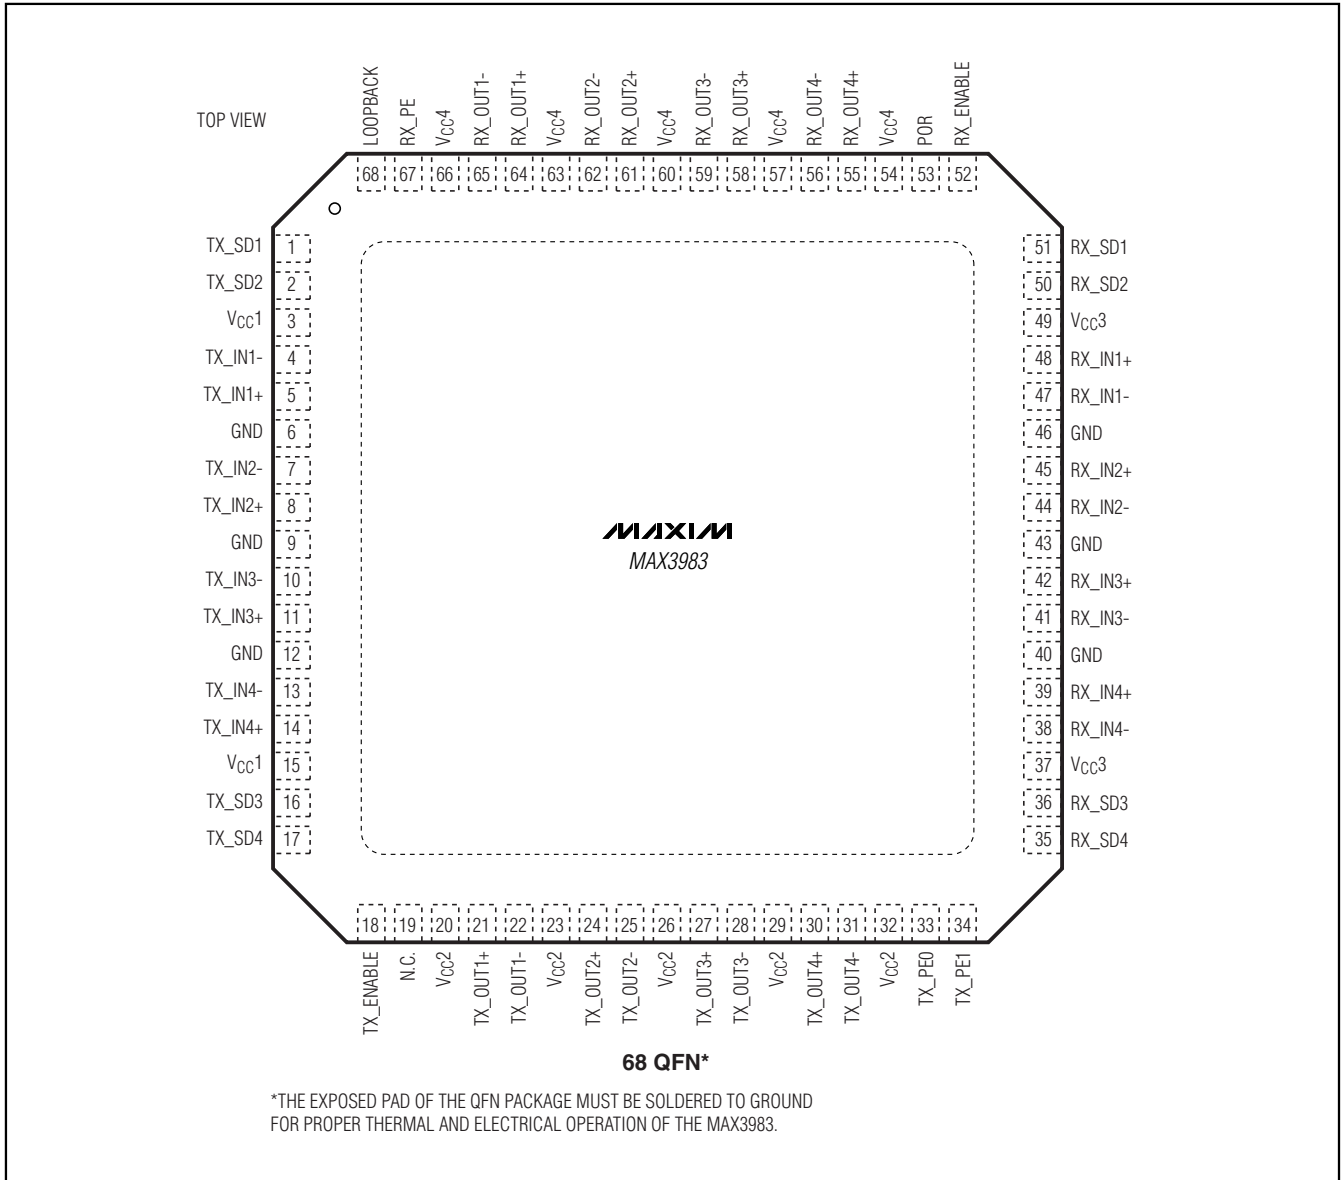 TOP VIEW
LOOPBACK
RX_PE
VCC4
RX_OUT1-
RX_OUT1+
VCC4
RX_OUT2-
RX_OUT2+
VCC4
RX_OUT3-
RX_OUT3+
VCC4
RX_OUT4-
RX_OUT4+
VCC4
POR
RX_ENABLE
68 67 66 65 64 63 62 61 60 59 58 57 56 55 54 53 52
TX_SD1 1
TX_SD2 2
VCC1 3
TX_IN1- 4
TX_IN1+ 5
GND 6
TX_IN2- 7
TX_IN2+ 8
GND 9
TX_IN3- 10
TX_IN3+ 11
GND 12
TX_IN4- 13
TX_IN4+ 14
VCC1 15
TX_SD3 16
TX_SD4 17
MAXIM
MAX3983
51 RX_SD1
50 RX_SD2
49 VCC3
48 RX_IN1+
47 RX_IN1-
46 GND
45 RX_IN2+
44 RX_IN2-
43 GND
42 RX_IN3+
41 RX_IN3-
40 GND
39 RX_IN4+
38 RX_IN4-
37 VCC3
36 RX_SD3
35 RX_SD4
18 19 20 21 22 23 24 25 26 27 28 29 30 31 32 33 34
TX_ENABLE
N.C.
VCC2
TX_OUT1+
TX_OUT1-
VCC2
TX_OUT2+
TX_OUT2-
VCC2
TX_OUT3+
TX_OUT3-
VCC2
TX_OUT4+
TX_OUT4-
VCC2
TX_PE0
TX_PE1
68 QFN*
*THE EXPOSED PAD OF THE QFN PACKAGE MUST BE SOLDERED TO GROUND
FOR PROPER THERMAL AND ELECTRICAL OPERATION OF THE MAX3983.